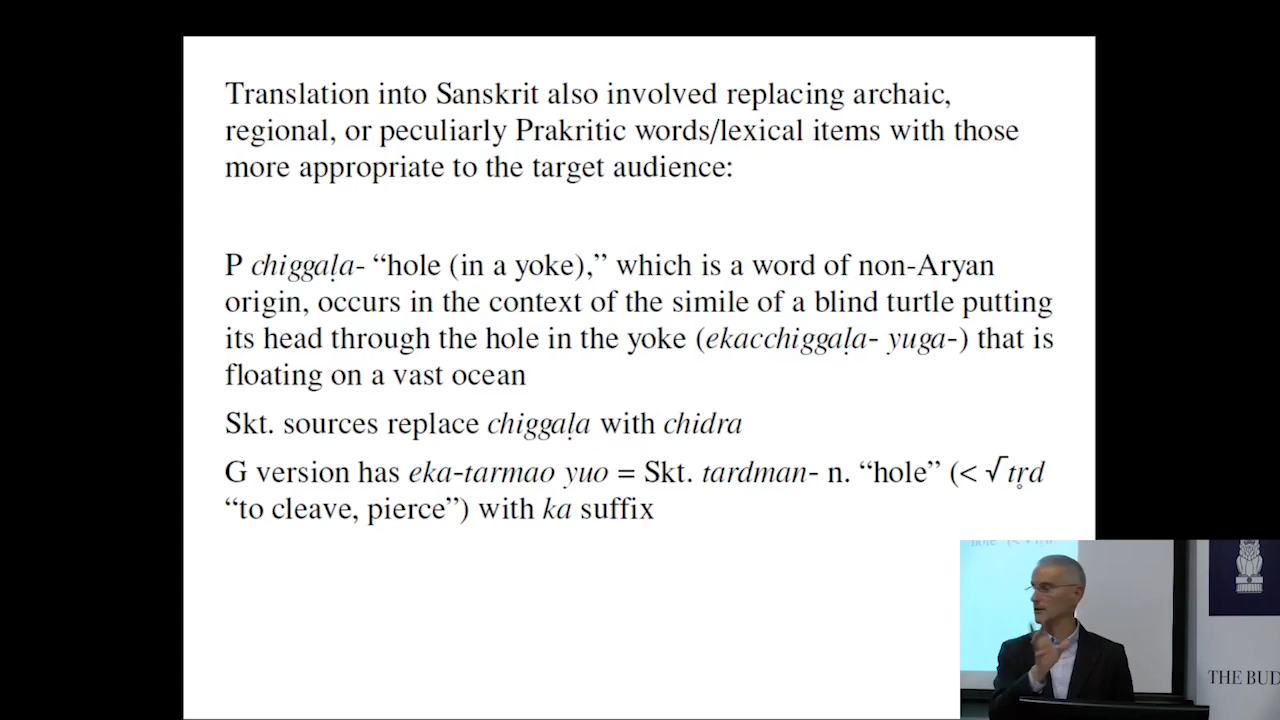 Translation into Sanskrit also involved replacing archaic,
regional, or peculiarly Prakritic words/lexical items with those
more appropriate to the target audience:
P chiggaḷa- “hole (in a yoke),” which is a word of non-Aryan
origin, occurs in the context of the simile of a blind turtle putting
its head through the hole in the yoke (ekacchiggaḷa- yuga-) that is
floating on a vast ocean
Skt. sources replace chiggaḷa with chidra
G version has eka-tarmao yuo = Skt. tardman- n. “hole” (< √tr̥d
“to cleave, pierce”) with ka suffix
THE BUD